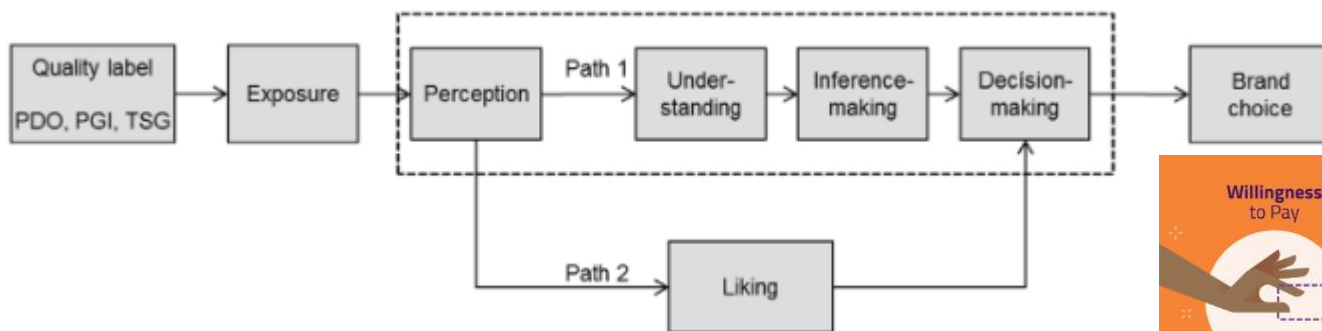 Quality label
PDO, PGI, TSG
Exposure
Perception
Path 1
Under-
standing
Inference-
making
Decision-
making
Brand
choice
Path 2
Liking
Willingness
to Pay